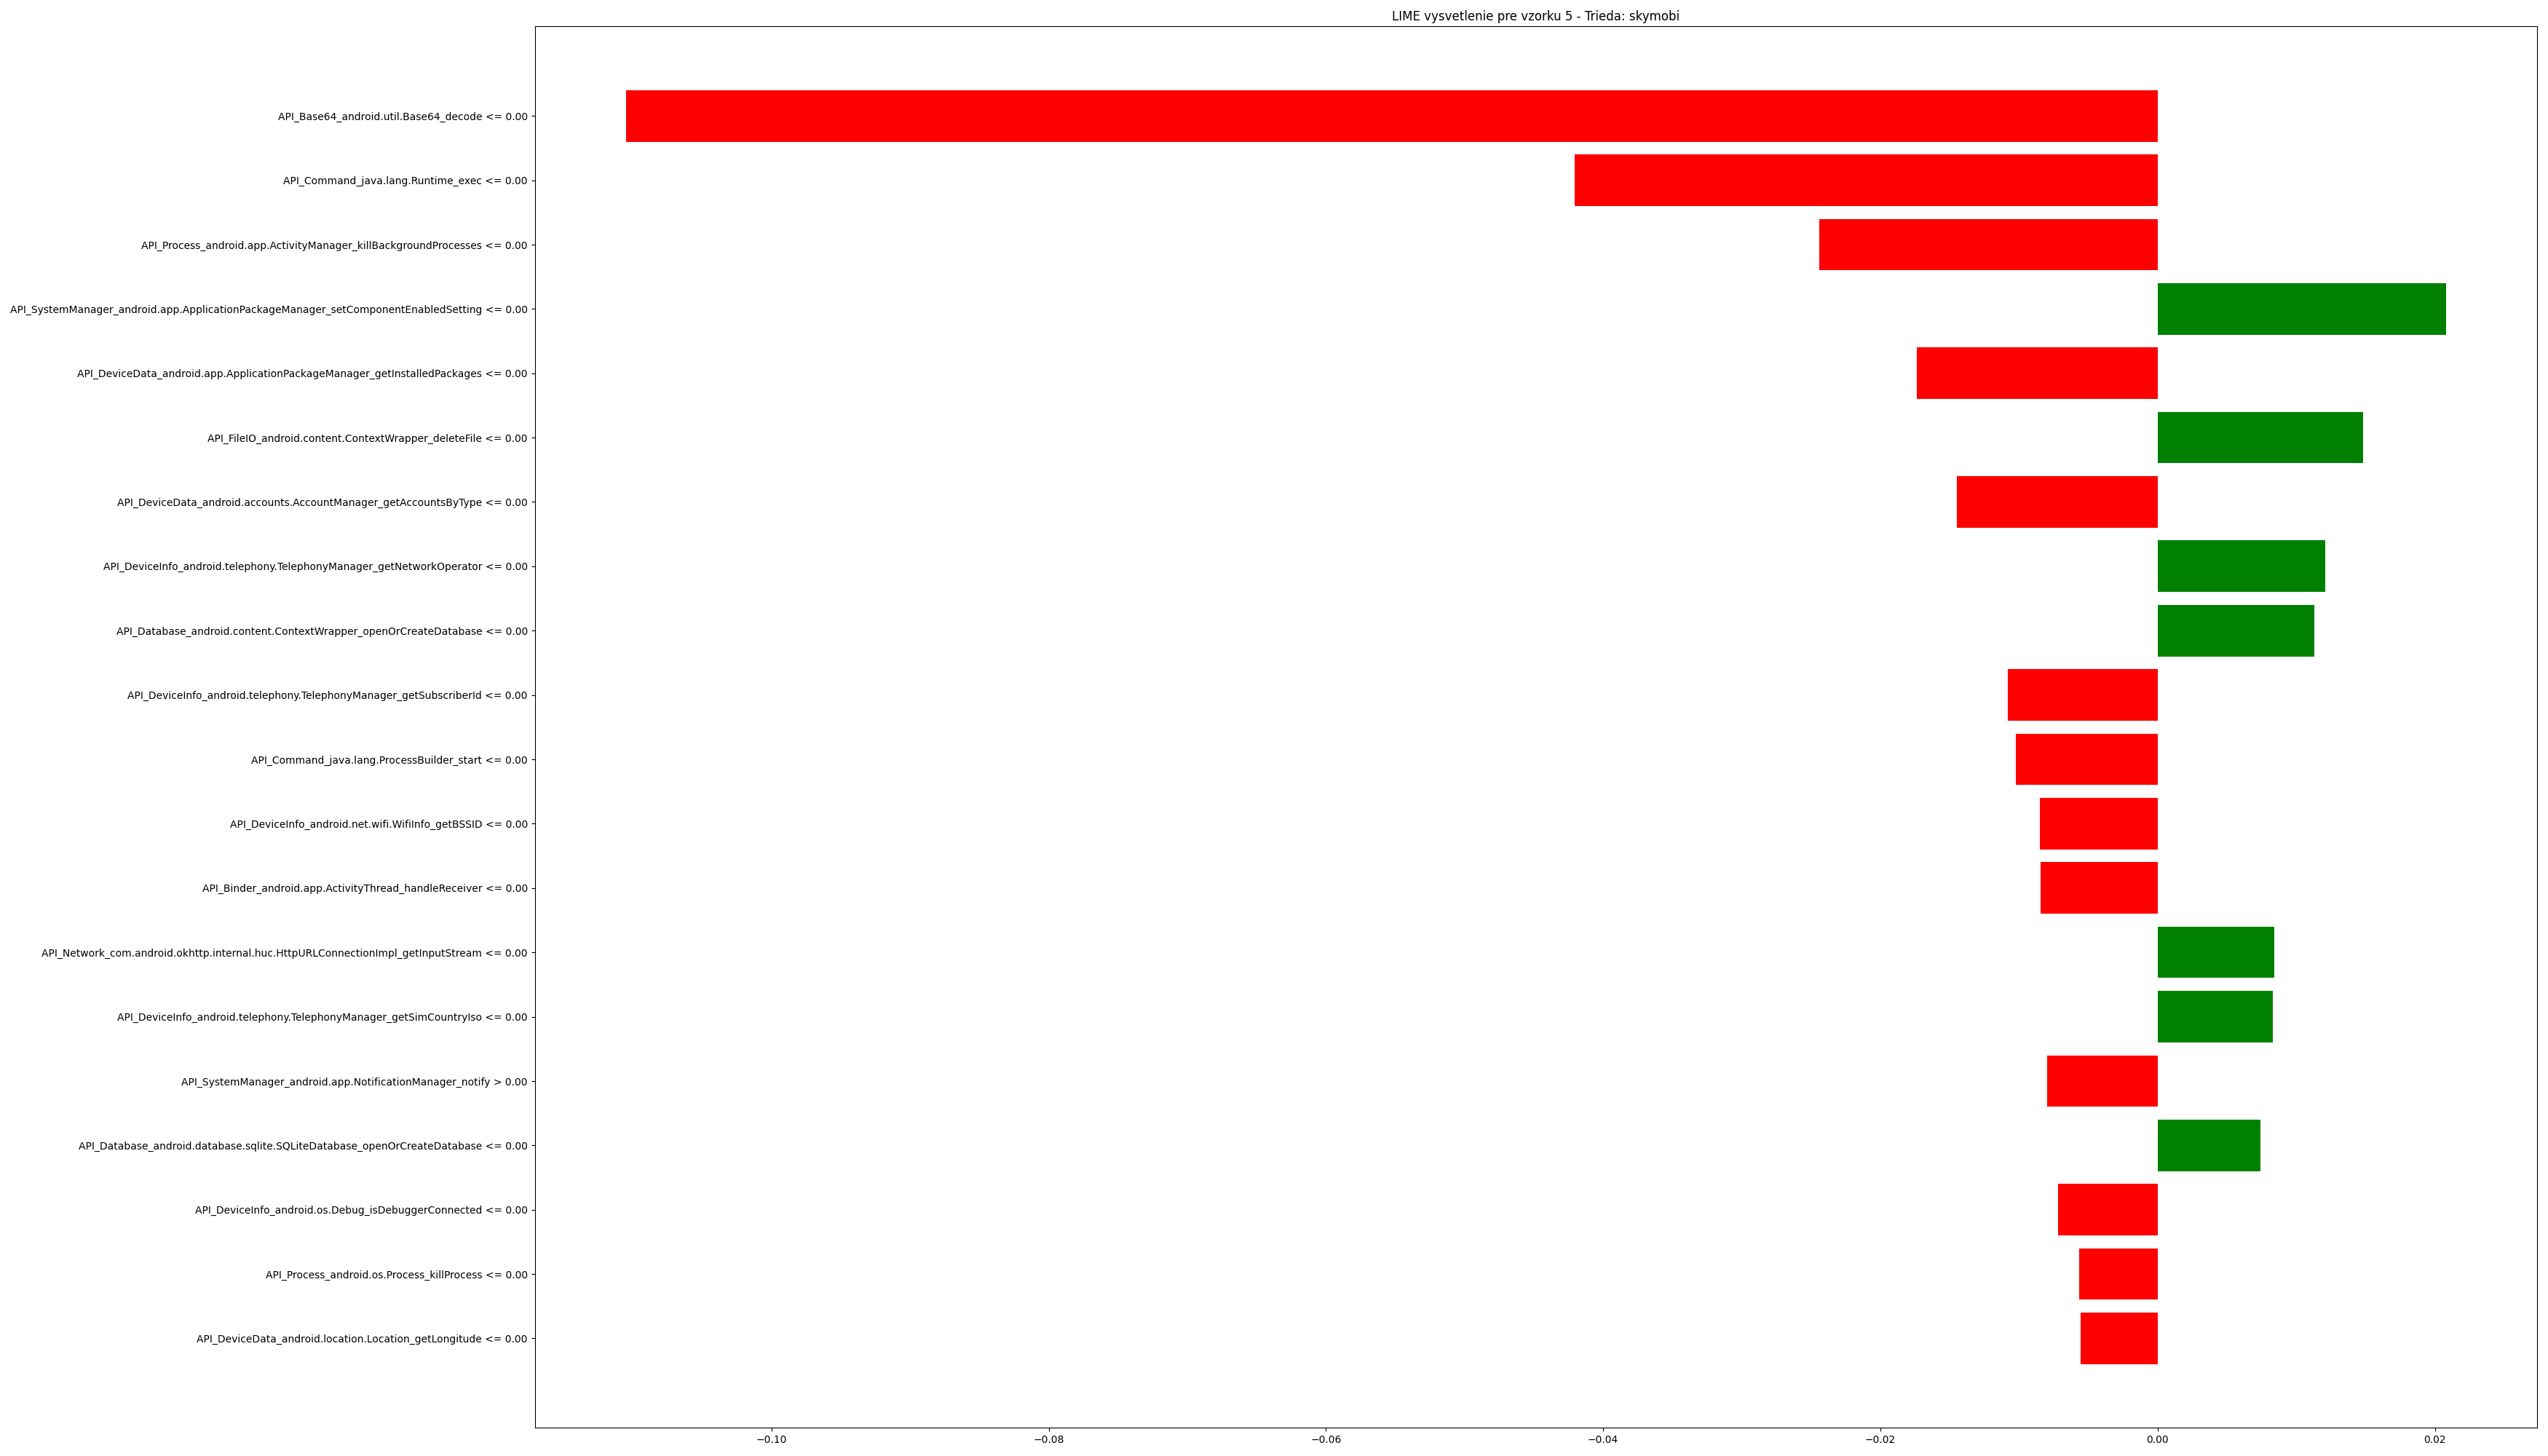 LIME vysvetlenie pre vzorku 5 - Trieda: skymobi
API_Base64_android.util.Base64_decode <= 0.00
API_Command_java.lang.Runtime_exec <= 0.00
API_Process_android.app.ActivityManager_killBackgroundProcesses <= 0.00
API_SystemManager_android.app.ApplicationPackageManager_setComponentEnabledSetting <= 0.00
API_DeviceData_android.app.ApplicationPackageManager_getInstalledPackages <= 0.00
API_FileIO_android.content.ContextWrapper_deleteFile <= 0.00
API_DeviceData_android.accounts.AccountManager_getAccountsByType <= 0.00
API_DeviceInfo_android.telephony.TelephonyManager_getNetworkOperator <= 0.00
API_Database_android.content.ContextWrapper_openOrCreateDatabase <= 0.00
API_DeviceInfo_android.telephony.TelephonyManager_getSubscriberId <= 0.00
API_Command_java.lang.ProcessBuilder_start <= 0.00
API_DeviceInfo_android.net.wifi.WifiInfo_getBSSID <= 0.00
API_Binder_android.app.ActivityThread_handleReceiver <= 0.00
API_Network_com.android.okhttp.internal.huc.HttpURLConnectionImpl_getInputStream <= 0.00
API_DeviceInfo_android.telephony.TelephonyManager_getSimCountryIso <= 0.00
API_SystemManager_android.app.NotificationManager_notify > 0.00
API_Database_android.database.sqlite.SQLiteDatabase_openOrCreateDatabase <= 0.00
API_DeviceInfo_android.os.Debug_isDebuggerConnected <= 0.00
API_Process_android.os.Process_killProcess <= 0.00
API_DeviceData_android.location.Location_getLongitude <= 0.00
−0.10 −0.08 −0.06 −0.04 −0.02 0.00 0.02